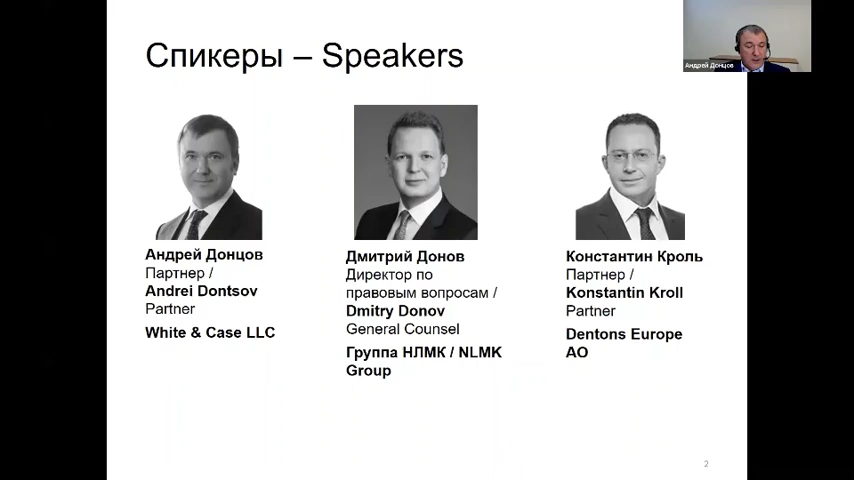 Спикеры – Speakers
Андрей Донцов
Андрей Донцов
Партнер /
Andrei Dontsov
Partner
White & Case LLC
Дмитрий Донов
Директор по
правовым вопросам /
Dmitry Donov
General Counsel
Группа НЛМК / NLMK
Group
Константин Кроль
Партнер /
Konstantin Kroll
Partner
Dentons Europe
АО
2